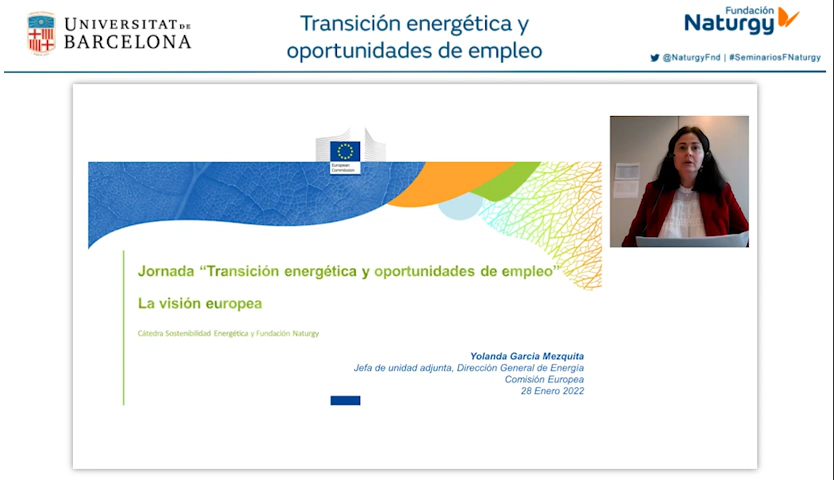 UNIVERSITAT DE
BARCELONA
Transición energética y
oportunidades de empleo
Fundación
Naturgy
@NaturgyFnd | #SeminariosFNaturgy
European
Commission
Jornada “Transición energética y oportunidades de empleo”
La visión europea
Cátedra Sostenibilidad Energética y Fundación Naturgy
Yolanda García Mezquita
Jefa de unidad adjunta, Dirección General de Energía
Comisión Europea
28 Enero 2022